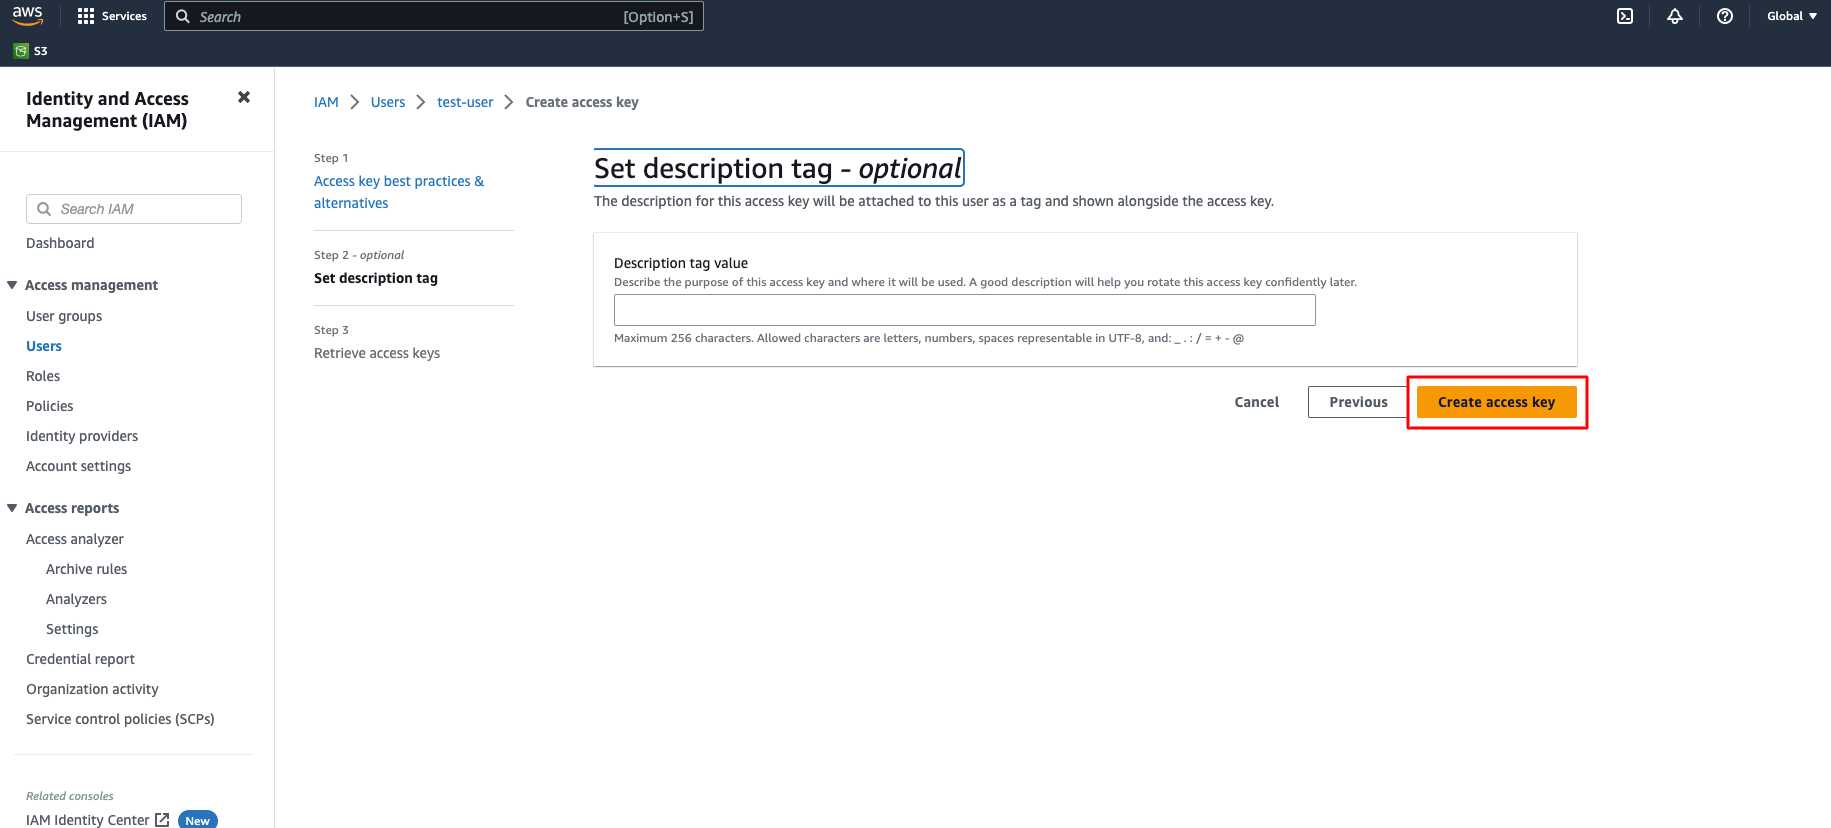 aws
Services
Search
[Option+S]
Global
S3
Identity and Access
Management (IAM)
Search IAM
Dashboard
Access management
User groups
Users
Roles
Policies
Identity providers
Account settings
Access reports
Access analyzer
Archive rules
Analyzers
Settings
Credential report
Organization activity
Service control policies (SCPs)
Related consoles
IAM Identity Center New
IAM > Users > test-user > Create access key
Step 1
Access key best practices &
alternatives
Step 2 - optional
Set description tag
Step 3
Retrieve access keys
Set description tag - optional
The description for this access key will be attached to this user as a tag and shown alongside the access key.
Description tag value
Describe the purpose of this access key and where it will be used. A good description will help you rotate this access key confidently later.
Maximum 256 characters. Allowed characters are letters, numbers, spaces representable in UTF-8, and: _ . : / = + - @
Cancel
Previous
Create access key